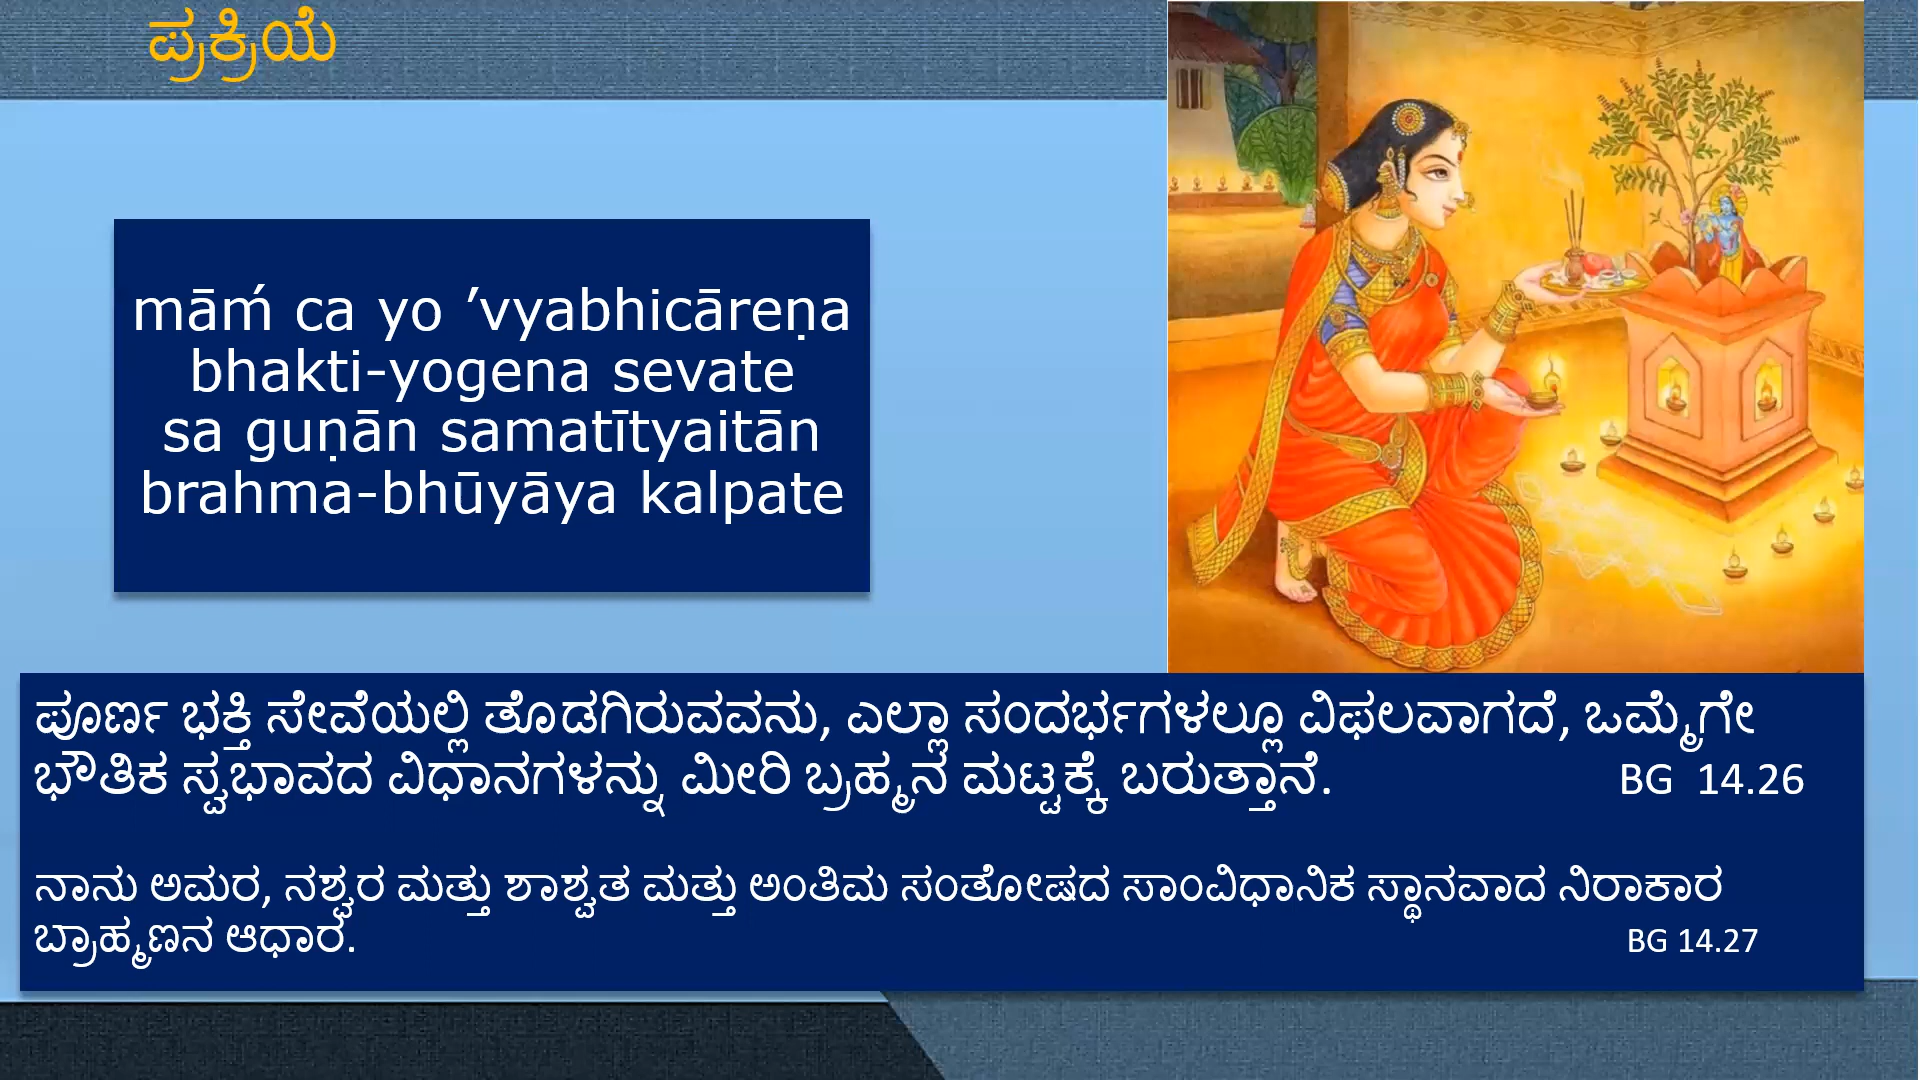 ಪ್ರಕ್ರಿಯೆ
māḿ ca yo ’vyabhicāreṇa
bhakti-yogena sevate
sa guṇān samatītyaitān
brahma-bhūyāya kalpate
ಪೂರ್ಣ ಭಕ್ತಿ ಸೇವೆಯಲ್ಲಿ ತೊಡಗಿರುವವನು, ಎಲ್ಲಾ ಸಂದರ್ಭಗಳಲ್ಲೂ ವಿಫಲವಾಗದೆ, ಒಮ್ಮೆಗೇ
ಭೌತಿಕ ಸ್ವಭಾವದ ವಿಧಾನಗಳನ್ನು ಮೀರಿ ಬ್ರಹ್ಮನ ಮಟ್ಟಕ್ಕೆ ಬರುತ್ತಾನೆ. BG 14.26
ನಾನು ಅಮರ, ನಶ್ವರ ಮತ್ತು ಶಾಶ್ವತ ಮತ್ತು ಅಂತಿಮ ಸಂತೋಷದ ಸಾಂವಿಧಾನಿಕ ಸ್ಥಾನವಾದ ನಿರಾಕಾರ
ಬ್ರಾಹ್ಮಣನ ಆಧಾರ. BG 14.27